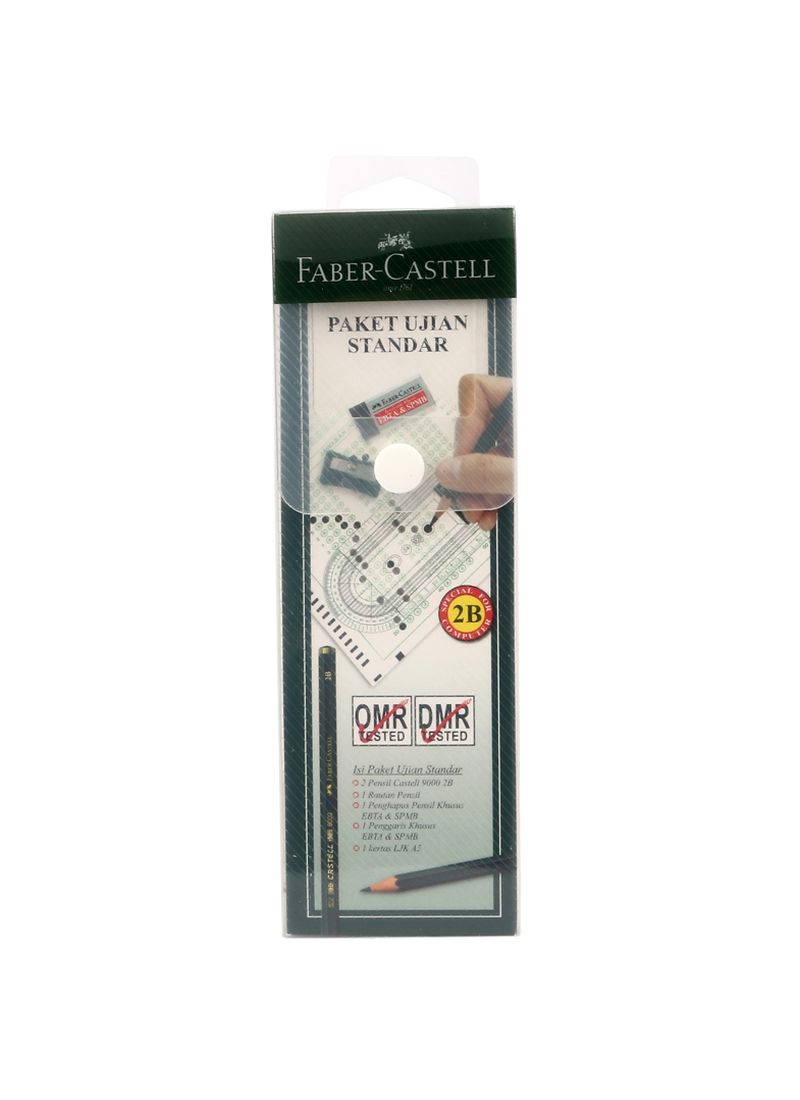 FABER-CASTELL
since 1761
PAKET UJIAN
STANDAR
FABER-CASTELL
EBTA & SPMB
SPECIAL FOR
2B
COMPUTER
OMR
TESTED
DMR
TESTED
2B
FABER-CASTELL
CASTELL 9000
Isi Paket Ujian Standar
2 Pensil Castell 9000 2B
1 Rautan Pensil
1 Penghapus Pensil Khusus
EBTA & SPMB
1 Penggaris Khusus
EBTA & SPMB
1 kertas LJK A5